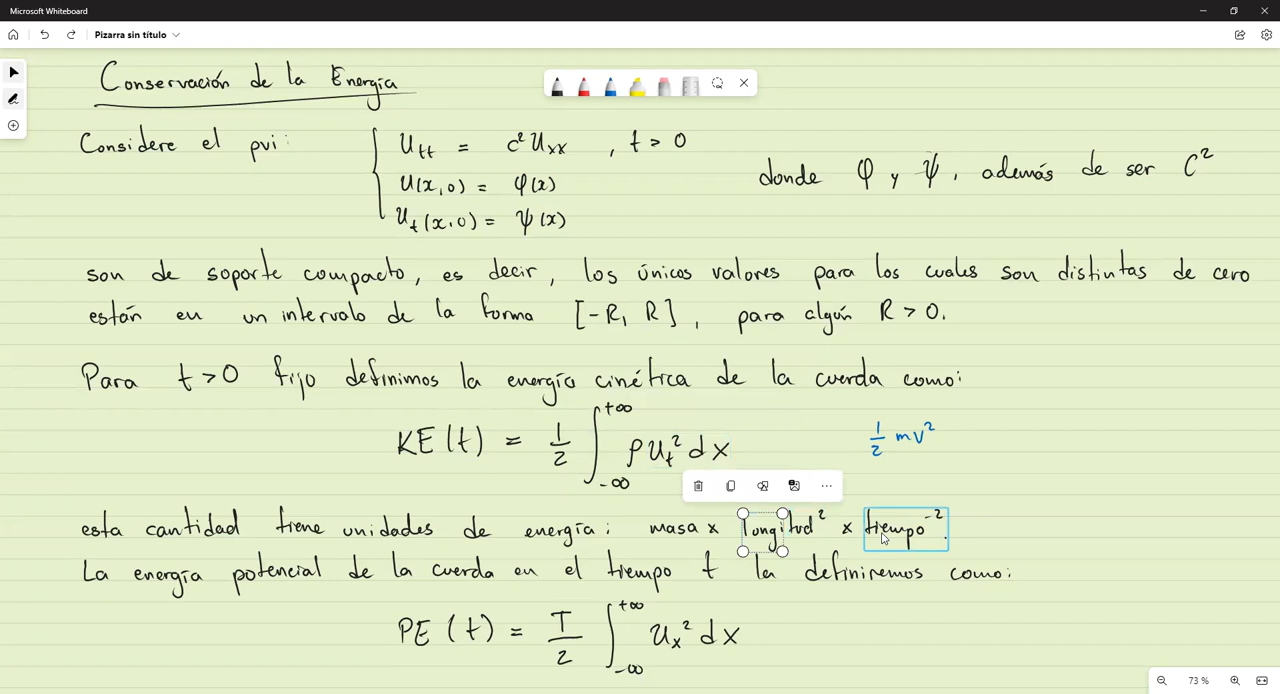 Microsoft Whiteboard
Pizarra sin título
Conservación de la Energía
Considere el pvi:
u_tt = c² u_xx , t > 0
u(x,0) = φ(x)
u_t(x,0) = ψ(x)
donde φ y ψ, además de ser C²
son de soporte compacto, es decir, los únicos valores para los cuales son distintas de cero
están en un intervalo de la forma [-R, R], para algún R > 0.
Para t > 0 fijo definimos la energía cinética de la cuerda como:
KE(t) = 1/2 ∫_{-∞}^{+∞} ρ u_t² dx
1/2 mv²
esta cantidad tiene unidades de energía: masa x longitud² x tiempo⁻².
La energía potencial de la cuerda en el tiempo t la definiremos como:
PE(t) = T/2 ∫_{-∞}^{+∞} u_x² dx
73 %